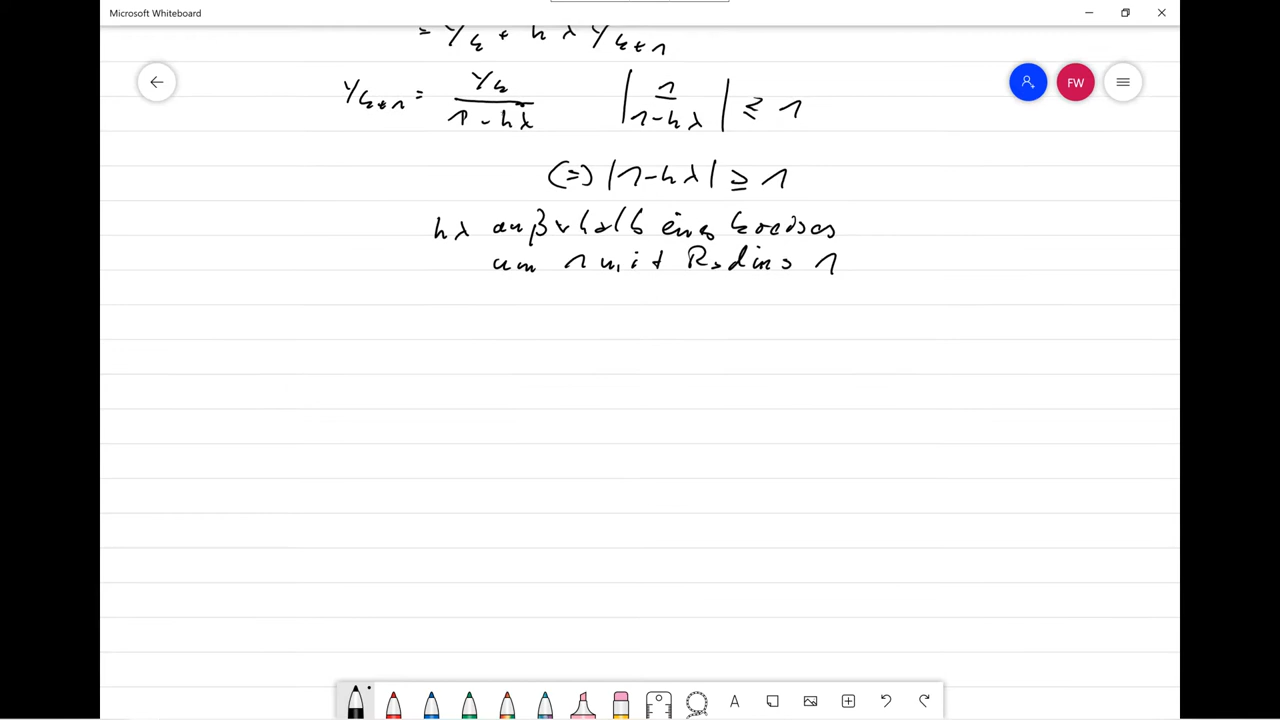 Microsoft Whiteboard
= y_k + h λ y_{k+1}
y_{k+1} = y_k / (1 - hλ) |1 / (1 - hλ)| ≤ 1
FW
(=) |1 - hλ| ≥ 1
hλ außerhalb eines Kreises
um 1 mit Radius 1
A